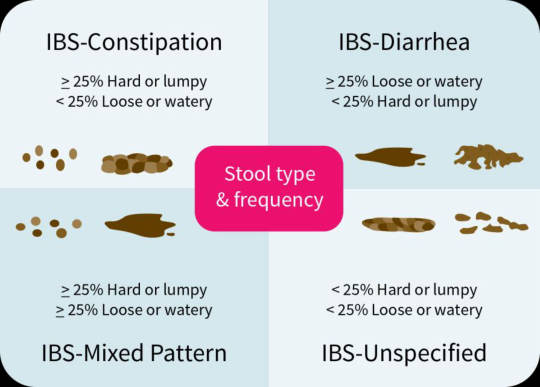 IBS-Constipation
≥ 25% Hard or lumpy
< 25% Loose or watery
IBS-Diarrhea
≥ 25% Loose or watery
< 25% Hard or lumpy
Stool type
& frequency
≥ 25% Hard or lumpy
≥ 25% Loose or watery
IBS-Mixed Pattern
< 25% Hard or lumpy
< 25% Loose or watery
IBS-Unspecified